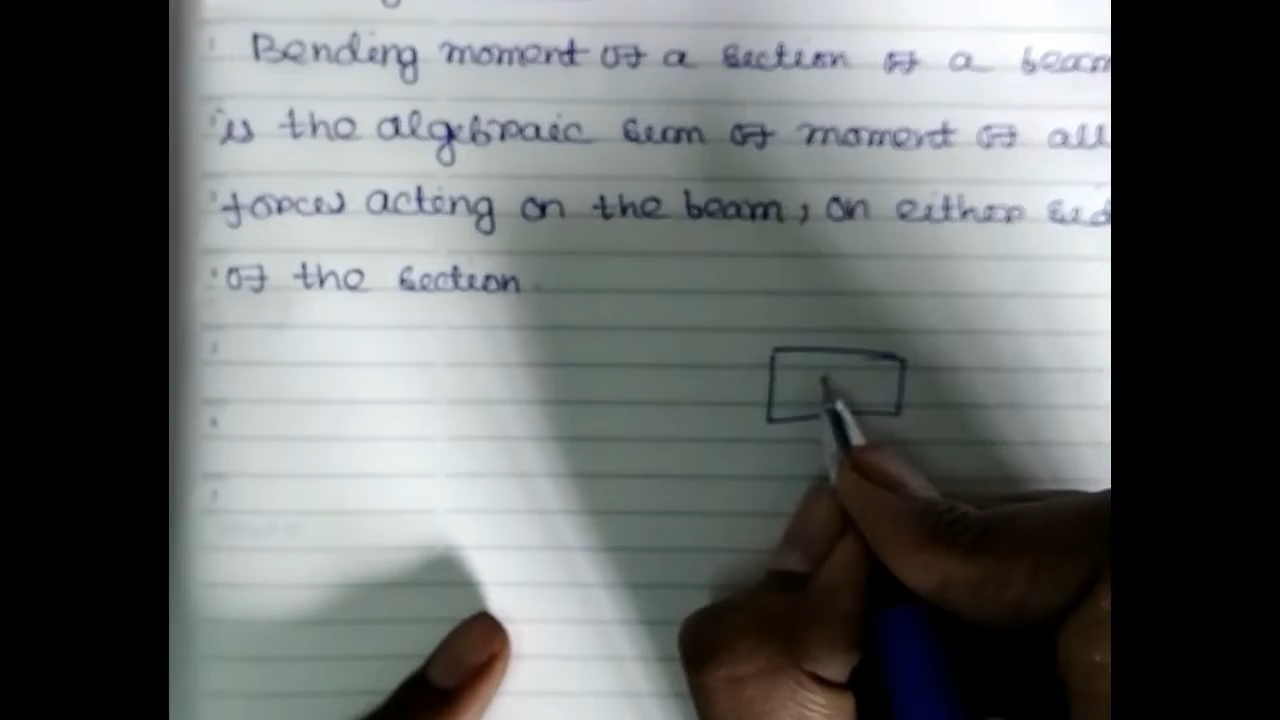 Bending moment of a section of a beam
is the algebraic sum of moment of all
forces acting on the beam, on either sid
of the section.